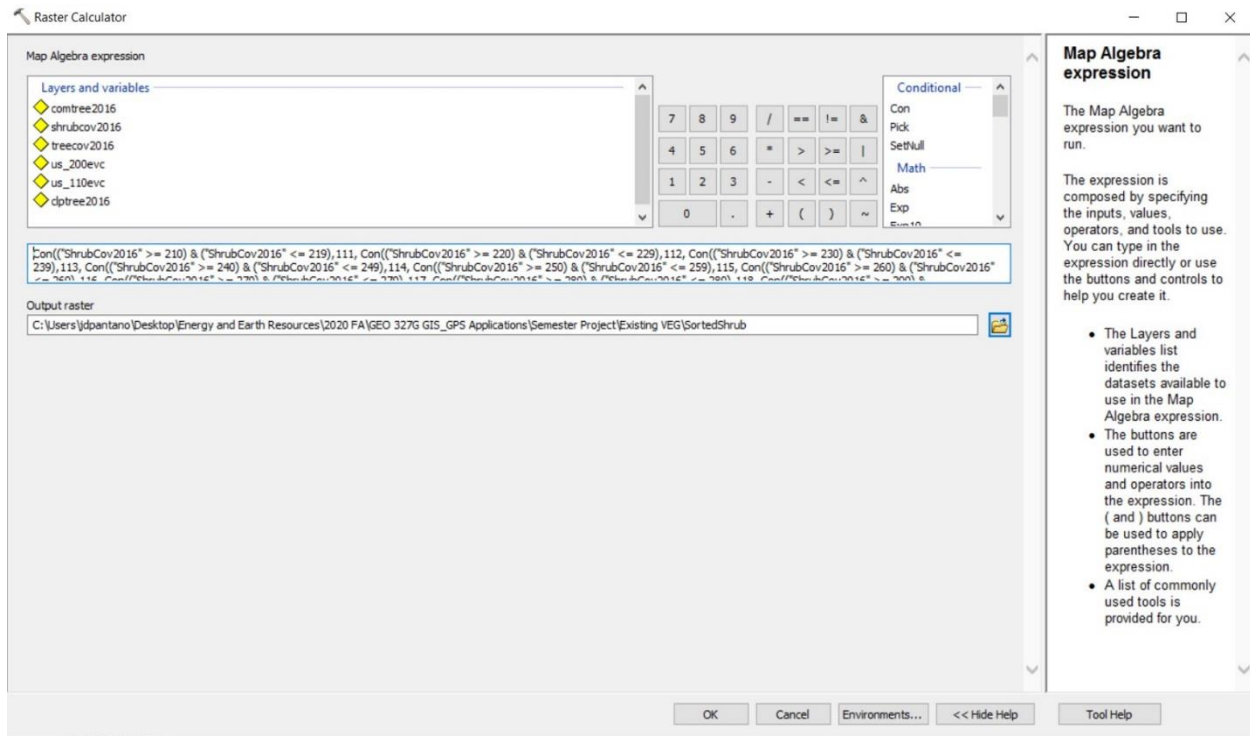 Raster Calculator
Map Algebra expression
Layers and variables
comtree2016
shrubcov2016
treecov2016
us_200evc
us_110evc
clptree2016
7 8 9 / == != &
4 5 6 * > >= |
1 2 3 - < <= ^
0 . + ( ) ~
Conditional
Con
Pick
SetNull
Math
Abs
Exp
Exp10
Con(("ShrubCov2016" >= 210) & ("ShrubCov2016" <= 219),111, Con(("ShrubCov2016" >= 220) & ("ShrubCov2016" <= 229),112, Con(("ShrubCov2016" >= 230) & ("ShrubCov2016" <=
239),113, Con(("ShrubCov2016" >= 240) & ("ShrubCov2016" <= 249),114, Con(("ShrubCov2016" >= 250) & ("ShrubCov2016" <= 259),115, Con(("ShrubCov2016" >= 260) & ("ShrubCov2016"
Output raster
C:\Users\jdpantano\Desktop\Energy and Earth Resources\2020 FA\GEO 327G GIS_GPS Applications\Semester Project\Existing VEG\SortedShrub
OK Cancel Environments... << Hide Help Tool Help
Map Algebra
expression
The Map Algebra
expression you want to
run.
The expression is
composed by specifying
the inputs, values,
operators, and tools to use.
You can type in the
expression directly or use
the buttons and controls to
help you create it.
• The Layers and
variables list
identifies the
datasets available to
use in the Map
Algebra expression.
• The buttons are
used to enter
numerical values
and operators into
the expression. The
( and ) buttons can
be used to apply
parentheses to the
expression.
• A list of commonly
used tools is
provided for you.